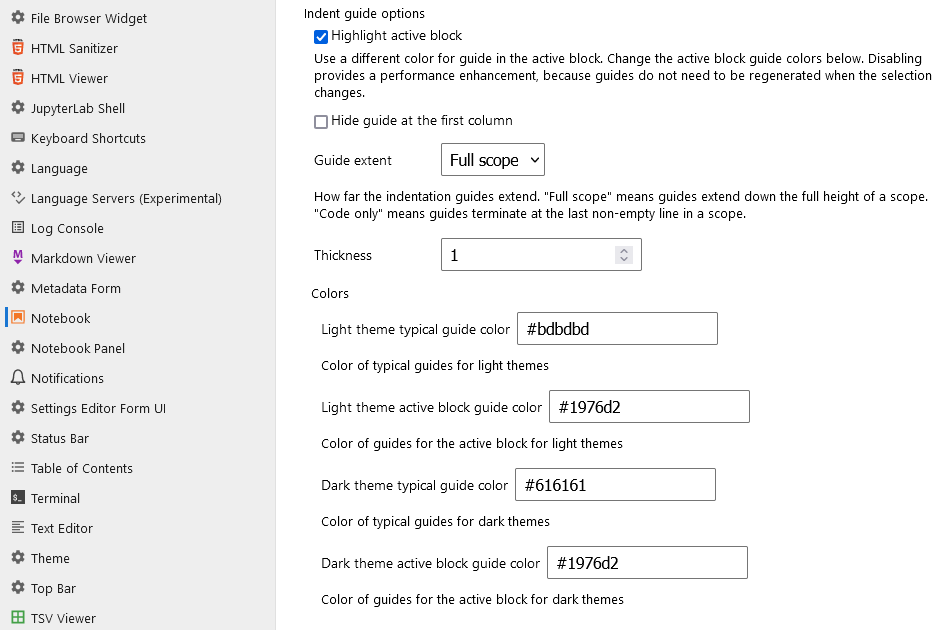 File Browser Widget
HTML Sanitizer
HTML Viewer
JupyterLab Shell
Keyboard Shortcuts
Language
Language Servers (Experimental)
Log Console
Markdown Viewer
Metadata Form
Notebook
Notebook Panel
Notifications
Settings Editor Form UI
Status Bar
Table of Contents
Terminal
Text Editor
Theme
Top Bar
TSV Viewer
Indent guide options
Highlight active block
Use a different color for guide in the active block. Change the active block guide colors below. Disabling
provides a performance enhancement, because guides do not need to be regenerated when the selection
changes.
Hide guide at the first column
Guide extent Full scope
How far the indentation guides extend. "Full scope" means guides extend down the full height of a scope.
"Code only" means guides terminate at the last non-empty line in a scope.
Thickness 1
Colors
Light theme typical guide color #bdbdbd
Color of typical guides for light themes
Light theme active block guide color #1976d2
Color of guides for the active block for light themes
Dark theme typical guide color #616161
Color of typical guides for dark themes
Dark theme active block guide color #1976d2
Color of guides for the active block for dark themes